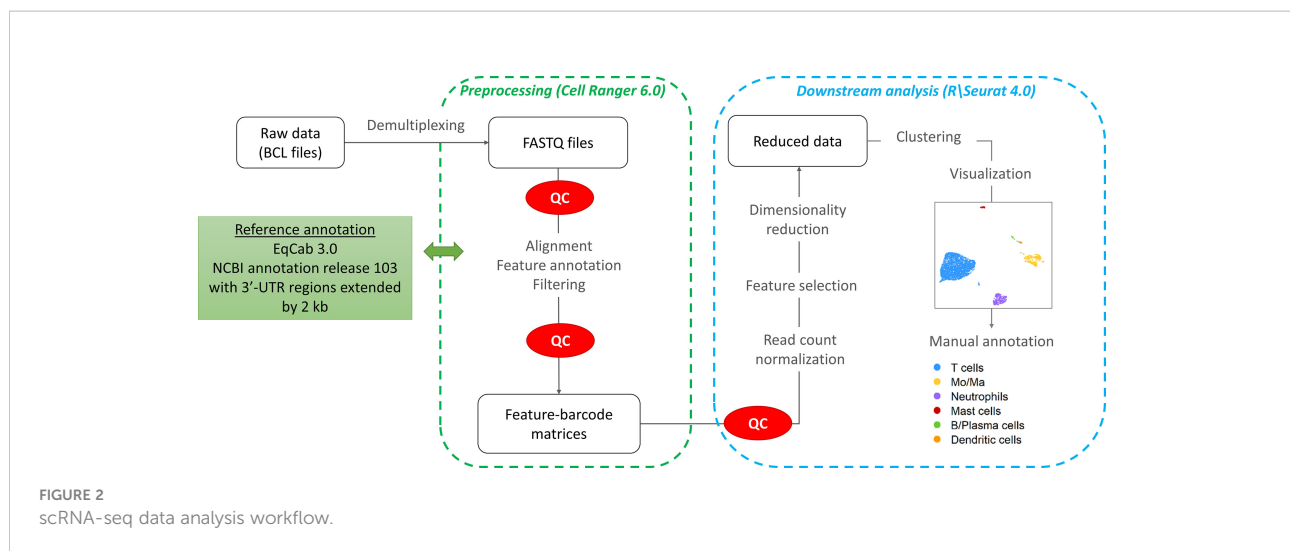 Preprocessing (Cell Ranger 6.0)
Raw data
(BCL files)
Demultiplexing
FASTQ files
QC
Reference annotation
EqCab 3.0
NCBI annotation release 103
with 3’-UTR regions extended
by 2 kb
Alignment
Feature annotation
Filtering
QC
Feature-barcode
matrices
QC
Downstream analysis (R\Seurat 4.0)
Reduced data
Dimensionality
reduction
Feature selection
Read count
normalization
Clustering
Visualization
Manual annotation
T cells
Mo/Ma
Neutrophils
Mast cells
B/Plasma cells
Dendritic cells
FIGURE 2
scRNA-seq data analysis workflow.